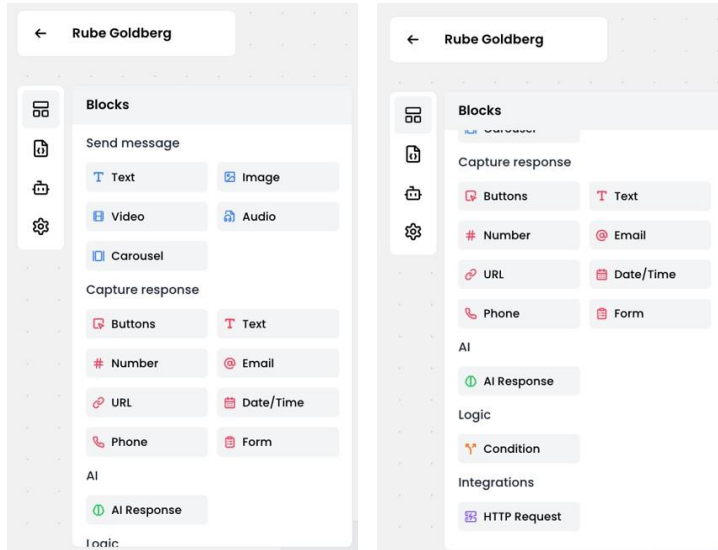 Rube Goldberg
Blocks
Send message
Text Image
Video Audio
Carousel
Capture response
Buttons Text
Number Email
URL Date/Time
Phone Form
AI
AI Response
Logic
Rube Goldberg
Blocks
Carousel
Capture response
Buttons Text
Number Email
URL Date/Time
Phone Form
AI
AI Response
Logic
Condition
Integrations
HTTP Request